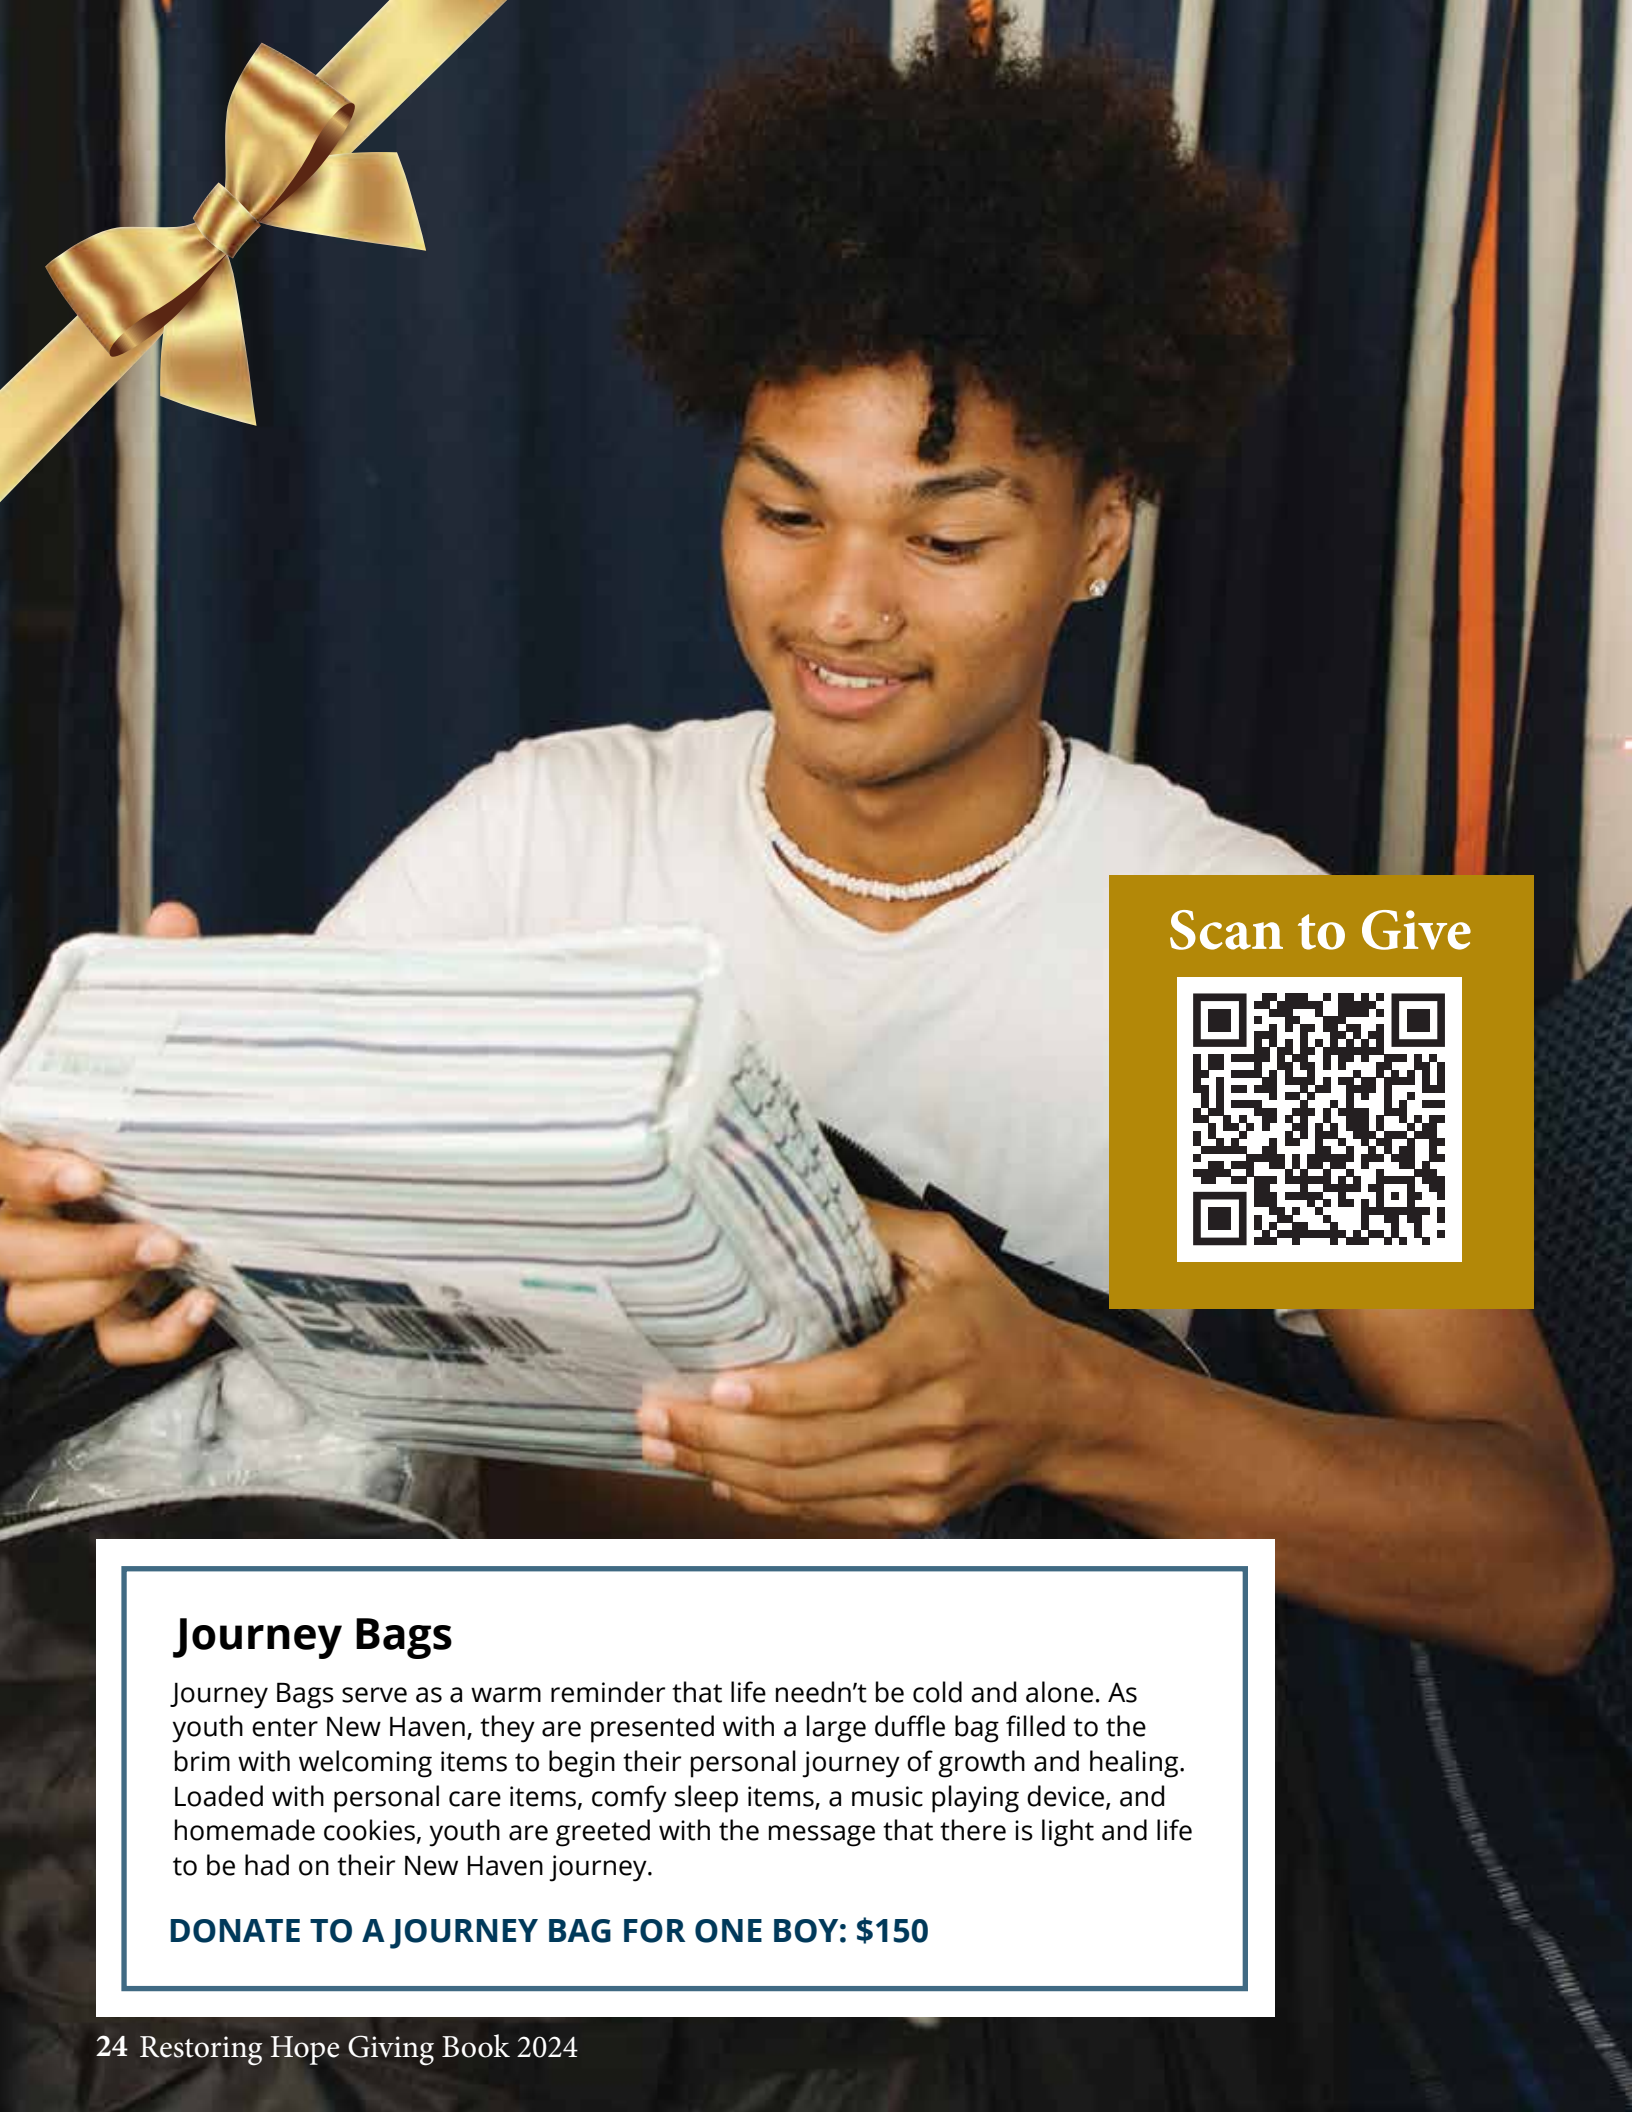 Scan to Give
THE
Journey Bags
Journey Bags serve as a warm reminder that life needn’t be cold and alone. As
youth enter New Haven, they are presented with a large duffle bag filled to the
brim with welcoming items to begin their personal journey of growth and healing.
Loaded with personal care items, comfy sleep items, a music playing device, and
homemade cookies, youth are greeted with the message that there is light and life
to be had on their New Haven journey.
DONATE TO A JOURNEY BAG FOR ONE BOY: $150
24 Restoring Hope Giving Book 2024